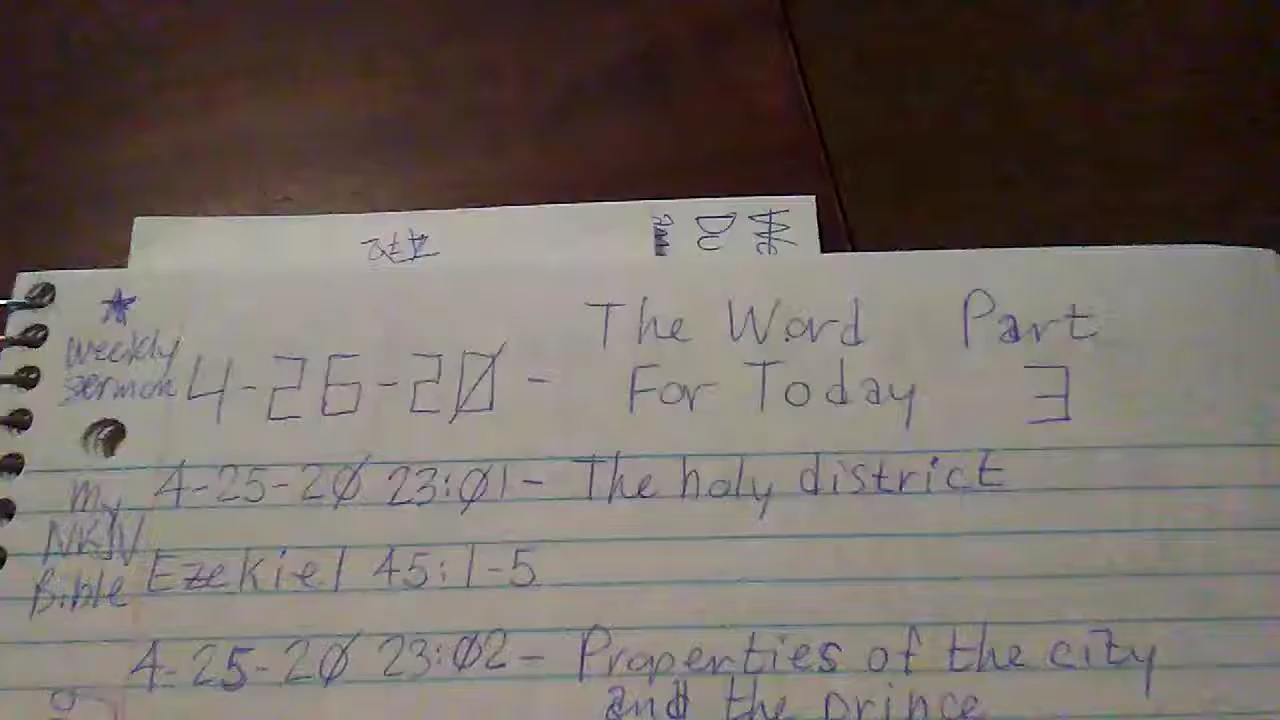 The Word Part
weekly
sermon 4-26-20 - For Today 3
my 4-25-20 23:01- The holy district
NKJV
Bible Ezekiel 45:1-5
4-25-20 23:02- Properties of the city
and the prince